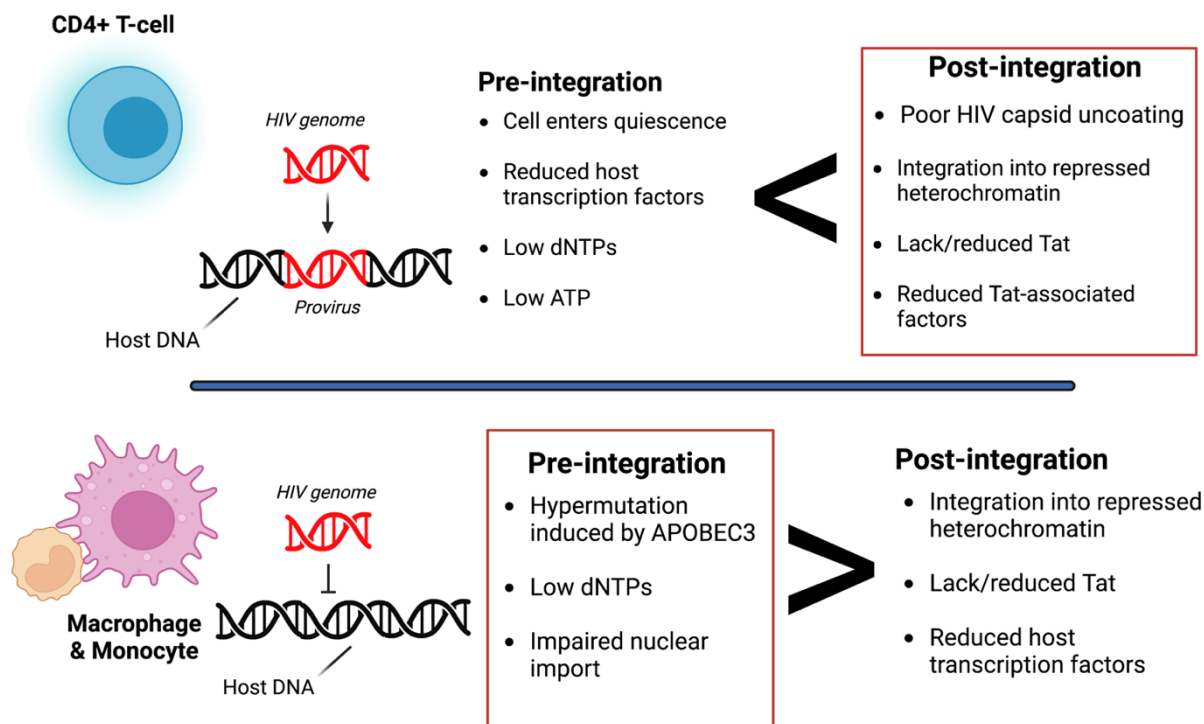 CD4+ T-cell
HIV genome
Provirus
Host DNA
Pre-integration
• Cell enters quiescence
• Reduced host
transcription factors
• Low dNTPs
• Low ATP
<
Post-integration
• Poor HIV capsid uncoating
• Integration into repressed
heterochromatin
• Lack/reduced Tat
• Reduced Tat-associated
factors
Macrophage
& Monocyte
HIV genome
Host DNA
Pre-integration
• Hypermutation
induced by APOBEC3
• Low dNTPs
• Impaired nuclear
import
>
Post-integration
• Integration into repressed
heterochromatin
• Lack/reduced Tat
• Reduced host
transcription factors